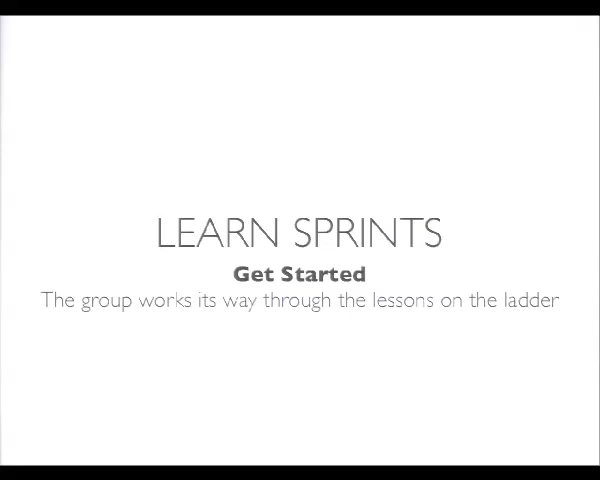 LEARN SPRINTS
Get Started
The group works its way through the lessons on the ladder